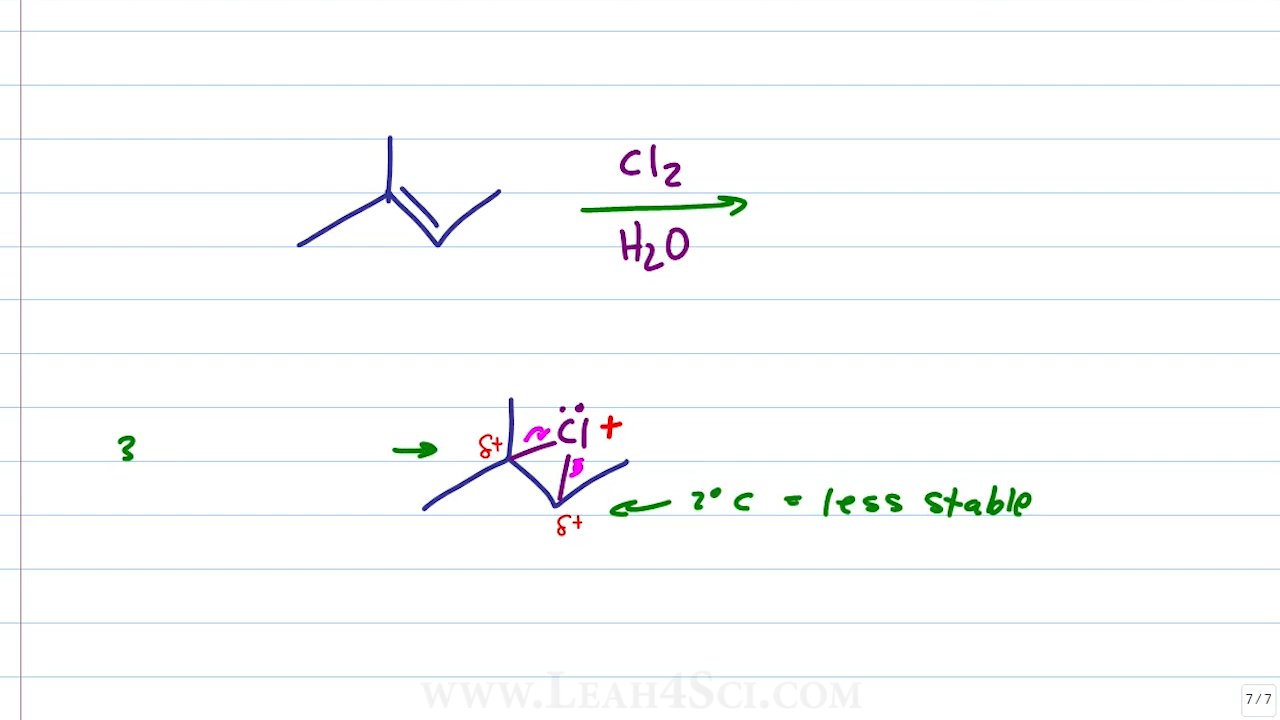 Cl2
H2O
3
δ+ Cl +
2° C = less stable
δ+
www.Leah4Sci.com
7/7